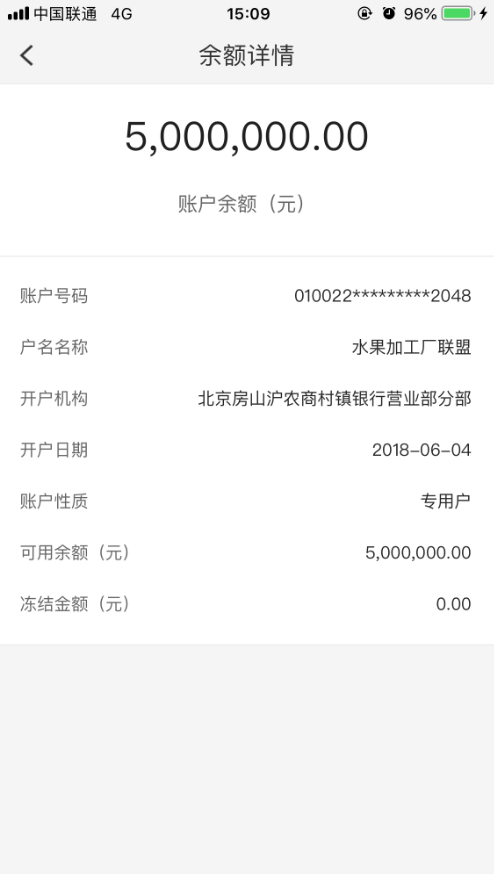 中国联通 4G 15:09 96%
余额详情
5,000,000.00
账户余额（元）
账户号码 010022*********2048
户名名称 水果加工厂联盟
开户机构 北京房山沪农商村镇银行营业部分部
开户日期 2018-06-04
账户性质 专用户
可用余额（元） 5,000,000.00
冻结金额（元） 0.00